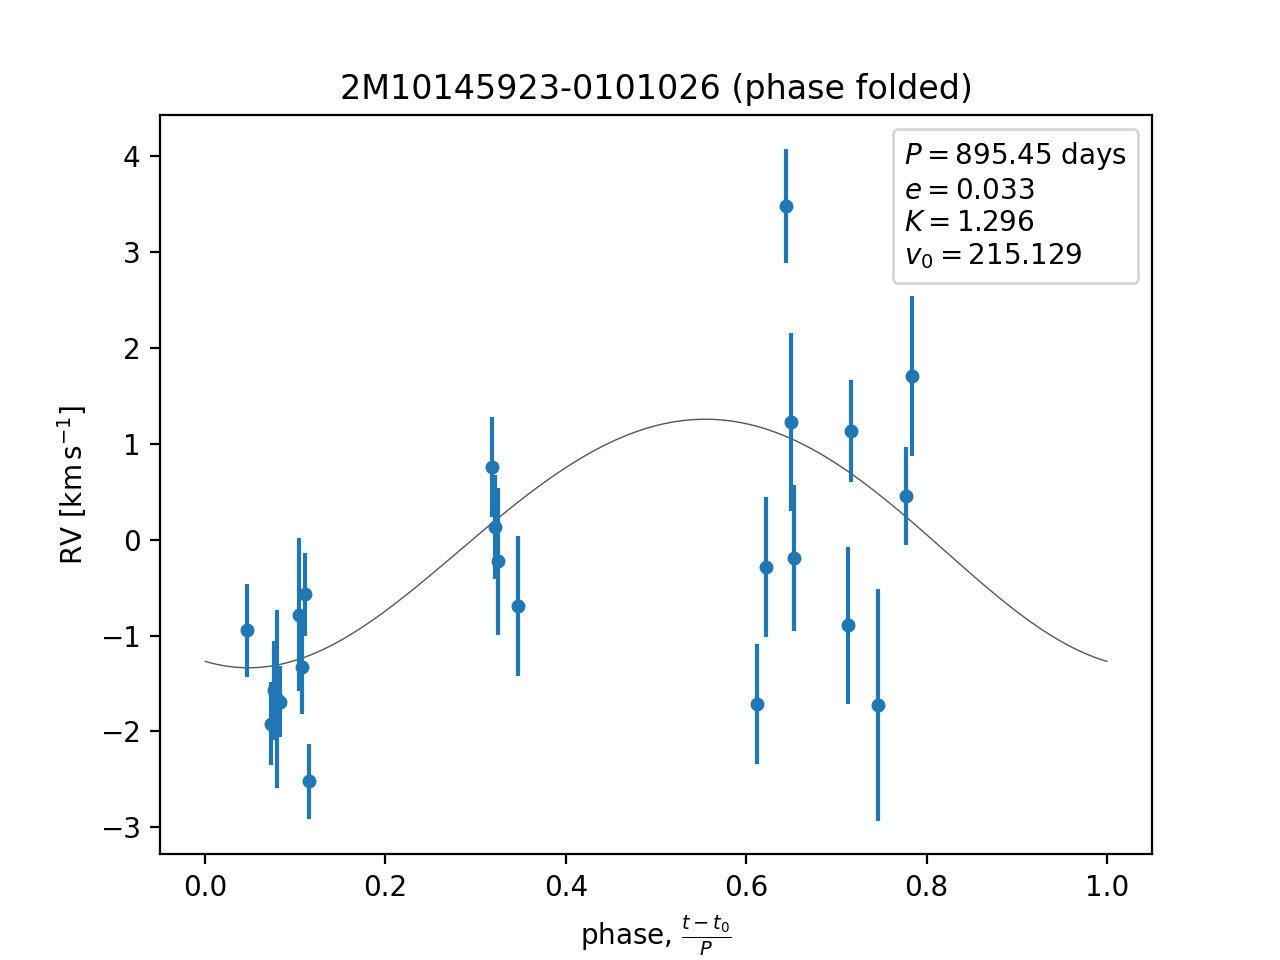 2M10145923-0101026 (phase folded)
P = 895.45 days
e = 0.033
K = 1.296
v₀ = 215.129
4
3
2
1
0
−1
−2
−3
RV [km s⁻¹]
0.0 0.2 0.4 0.6 0.8 1.0
phase, (t − t₀)/P